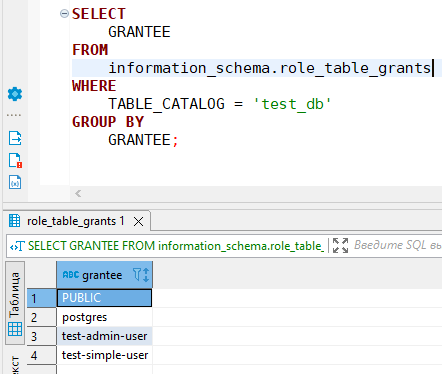 SELECT
GRANTEE
FROM
information_schema.role_table_grants
WHERE
TABLE_CATALOG = 'test_db'
GROUP BY
GRANTEE;
role_table_grants 1
SELECT GRANTEE FROM information_schema.role_table_
Введите SQL вы
Таблица
ABC grantee
1 PUBLIC
2 postgres
3 test-admin-user
4 test-simple-user